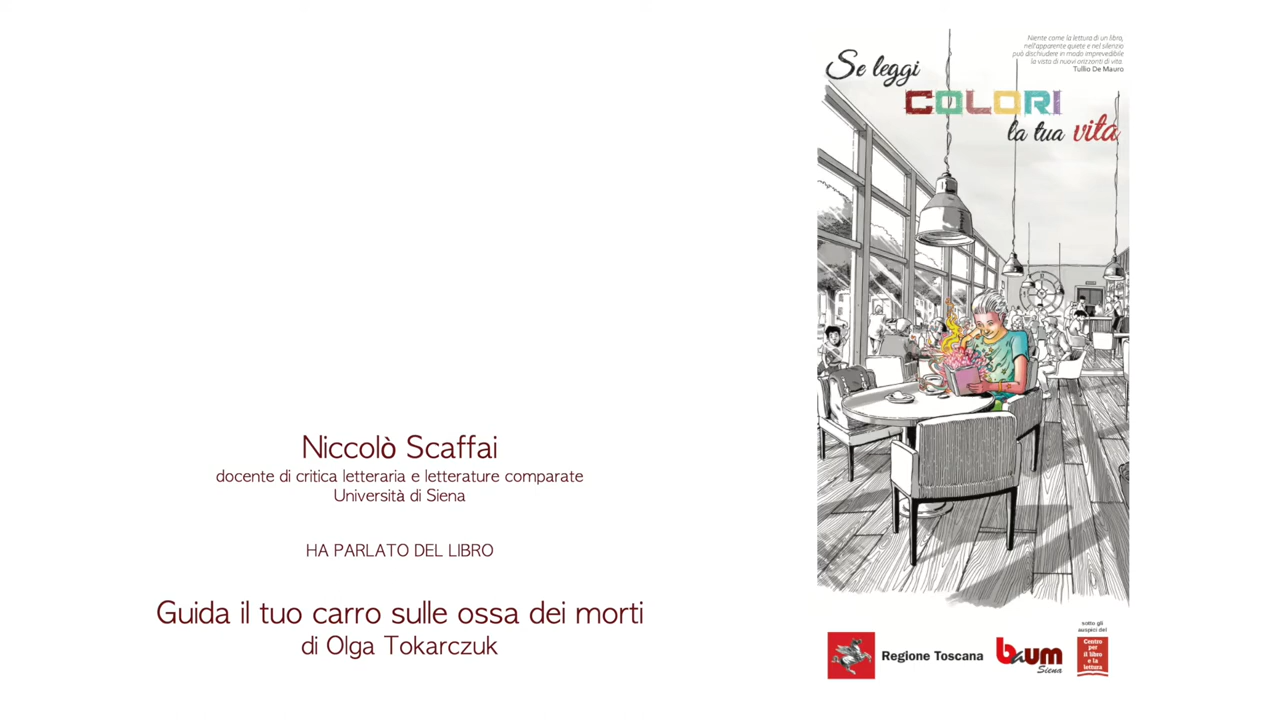 Niccolò Scaffai
docente di critica letteraria e letterature comparate
Università di Siena
HA PARLATO DEL LIBRO
Guida il tuo carro sulle ossa dei morti
di Olga Tokarczuk
Niente come la lettura di un libro,
nell'apparente quiete e nel silenzio
può dischiudere in modo imprevedibile
la vista di nuovi orizzonti di vita.
Tullio De Mauro
Se leggi
COLORI
la tua vita
Regione Toscana
baum
Siena
sotto gli
auspici del
Centro
per
il libro
e la
lettura